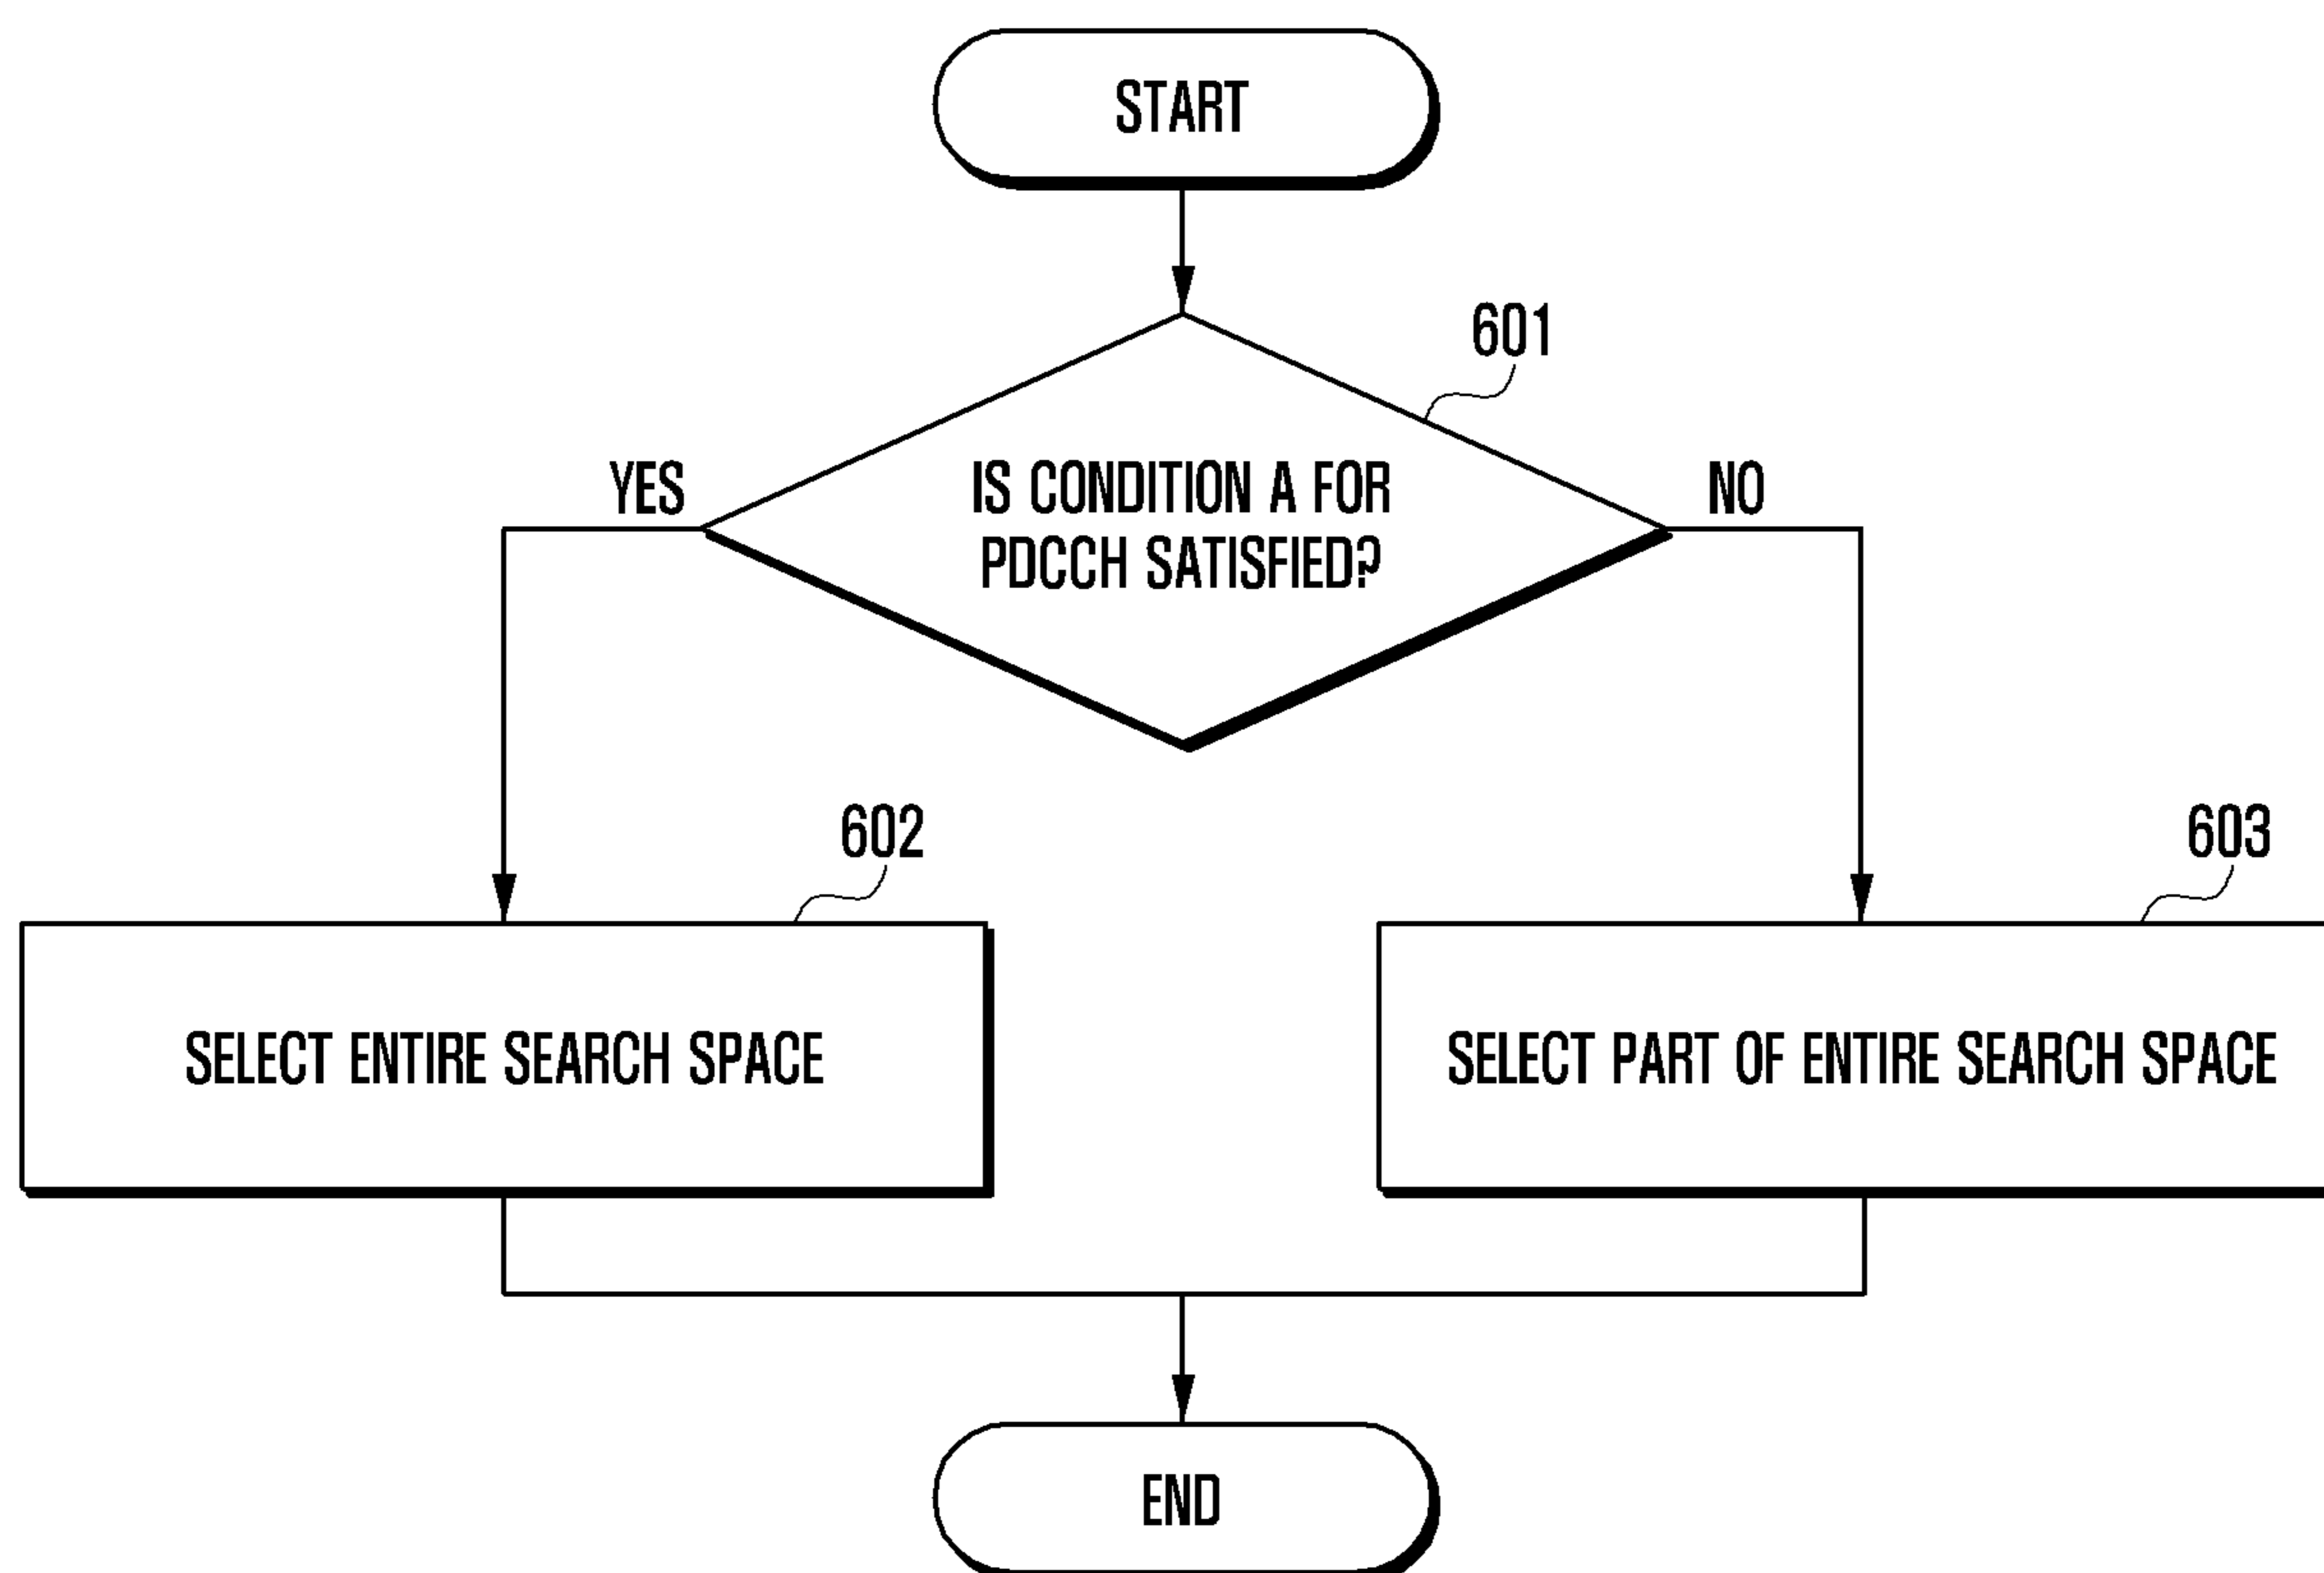 START
601
YES
IS CONDITION A FOR
PDCCH SATISFIED?
NO
602
603
SELECT ENTIRE SEARCH SPACE
SELECT PART OF ENTIRE SEARCH SPACE
END